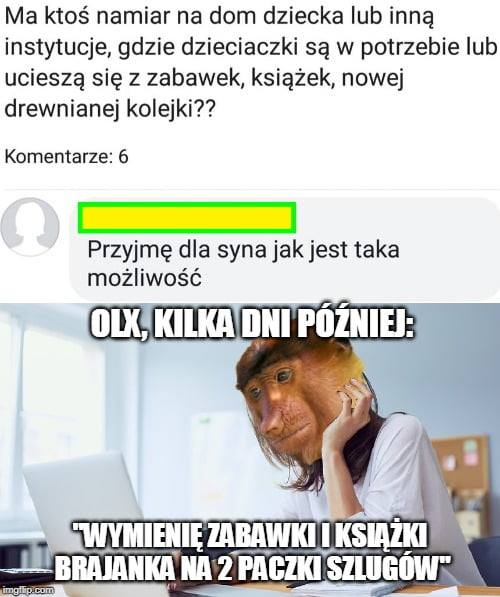 Ma ktoś namiar na dom dziecka lub inną
instytucje, gdzie dzieciaczki są w potrzebie lub
ucieszą się z zabawek, książek, nowej
drewnianej kolejki??
Komentarze: 6
Przyjmę dla syna jak jest taka
możliwość
OLX, KILKA DNI PÓŹNIEJ:
"WYMIENIĘ ZABAWKI I KSIĄŻKI
BRAJANKA NA 2 PACZKI SZLUGÓW"
imgflip.com